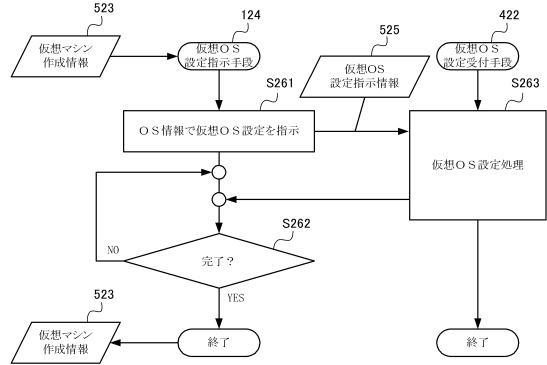 523
仮想マシン
作成情報
124
仮想OS
設定指示手段
525
仮想OS
設定指示情報
422
仮想OS
設定受付手段
S261
OS情報で仮想OS設定を指示
S263
仮想OS設定処理
S262
完了?
NO
YES
523
仮想マシン
作成情報
終了
終了